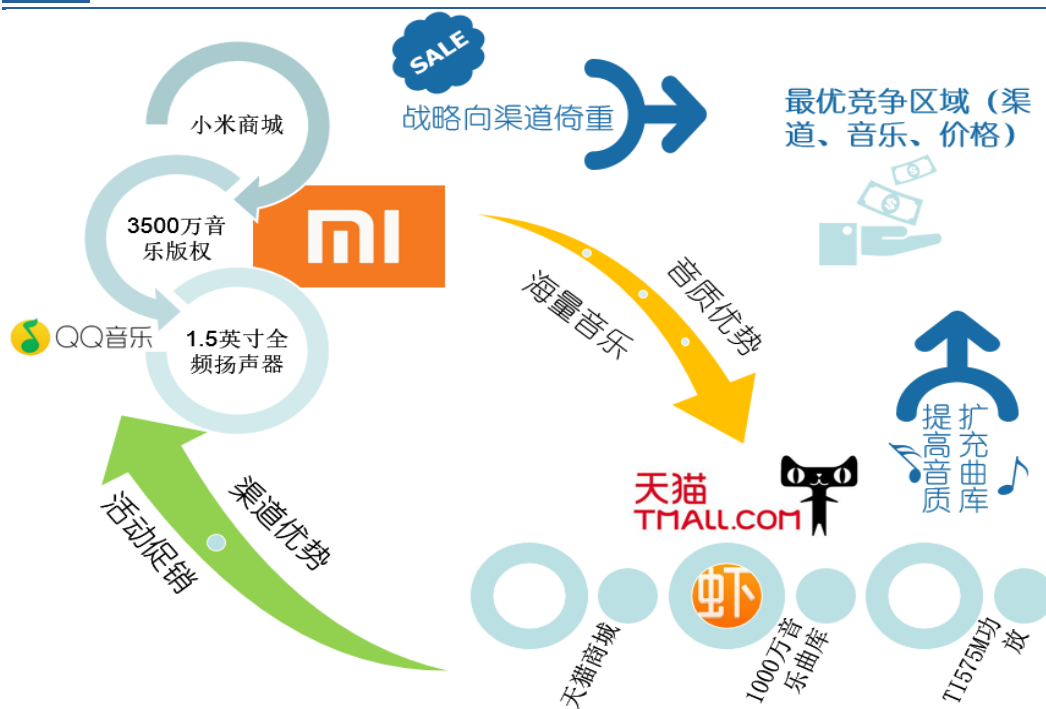 SALE
战略向渠道倚重
最优竞争区域（渠
道、音乐、价格）
小米商城
3500万音
乐版权
MI
QQ音乐
1.5英寸全
频扬声器
海量音乐
音质优势
渠道优势
活动促销
提高音质
扩充曲库
天猫
TMALL.COM
虾
天猫商城
1000万音
乐曲库
TI575M功
放